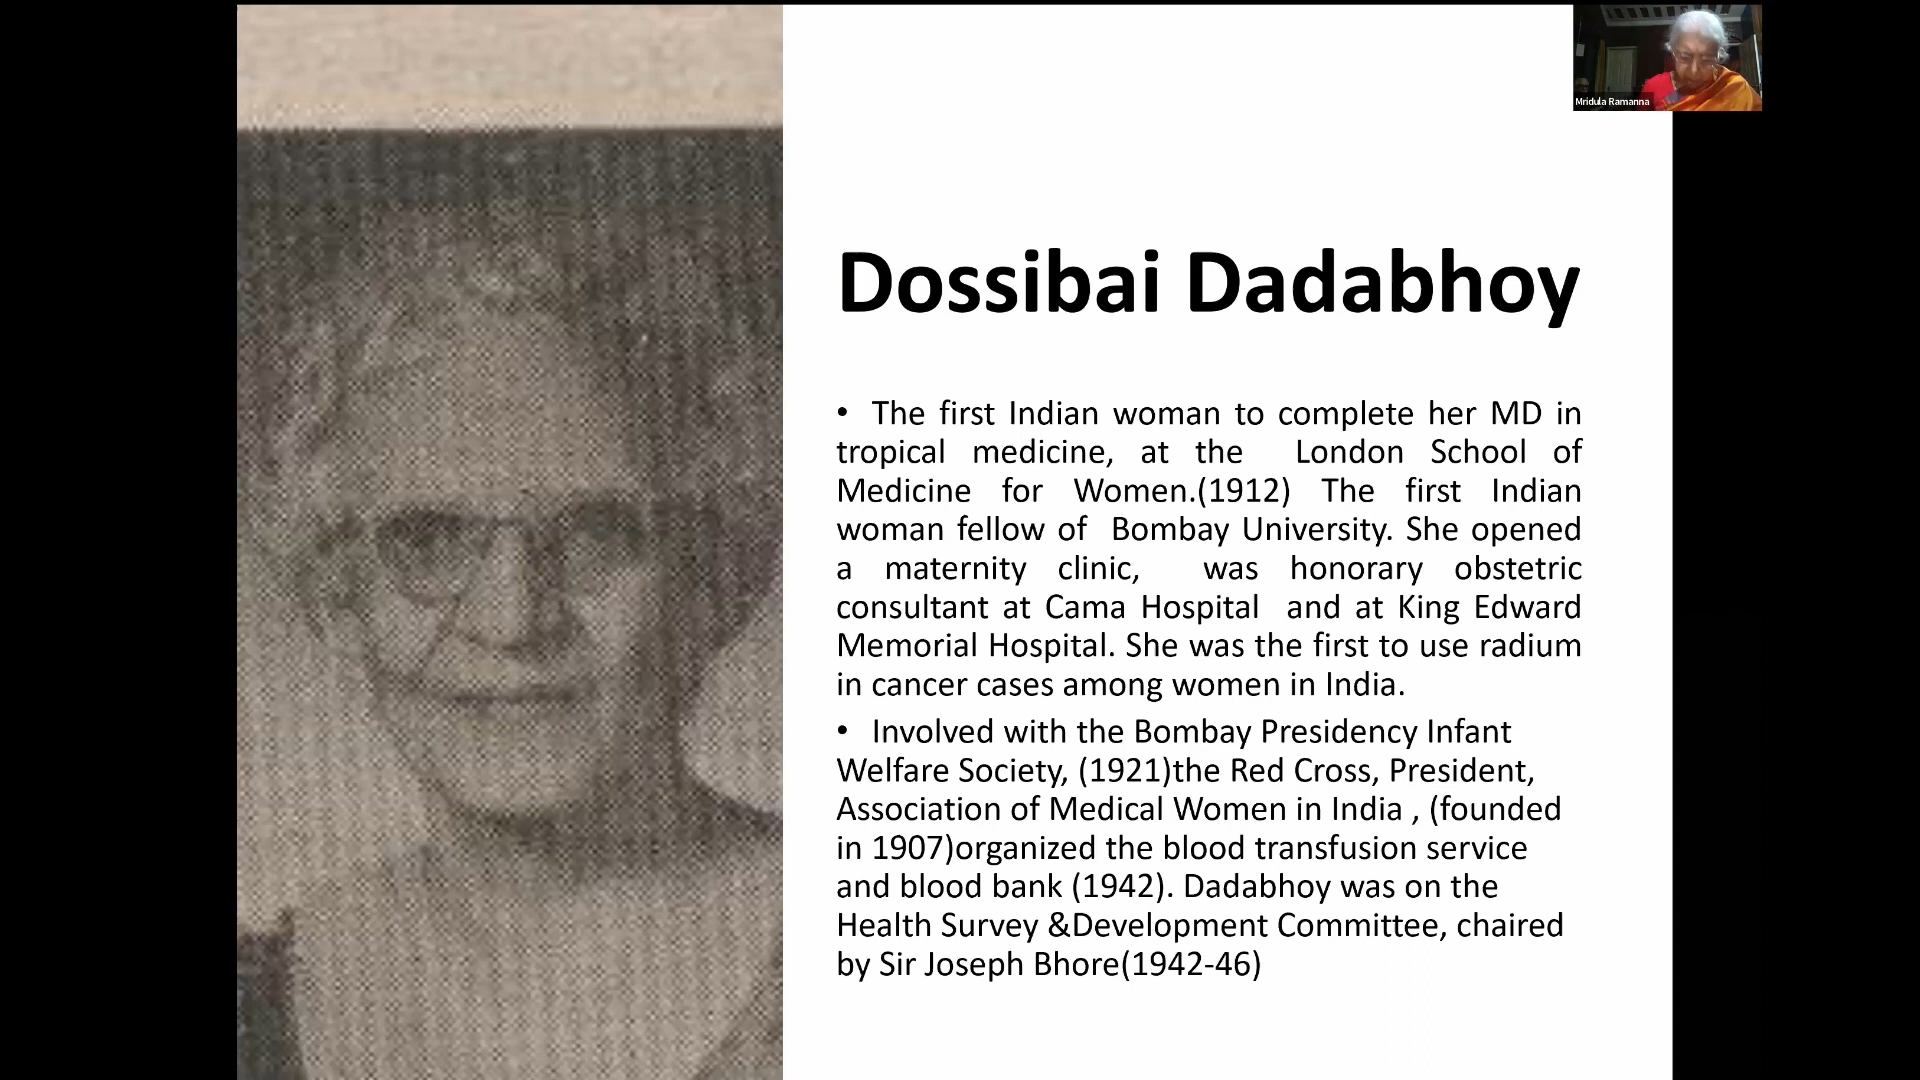 Mridula Ramanna
Dossibai Dadabhoy
• The first Indian woman to complete her MD in
tropical medicine, at the London School of
Medicine for Women.(1912) The first Indian
woman fellow of Bombay University. She opened
a maternity clinic, was honorary obstetric
consultant at Cama Hospital and at King Edward
Memorial Hospital. She was the first to use radium
in cancer cases among women in India.
• Involved with the Bombay Presidency Infant
Welfare Society, (1921)the Red Cross, President,
Association of Medical Women in India , (founded
in 1907)organized the blood transfusion service
and blood bank (1942). Dadabhoy was on the
Health Survey &Development Committee, chaired
by Sir Joseph Bhore(1942-46)